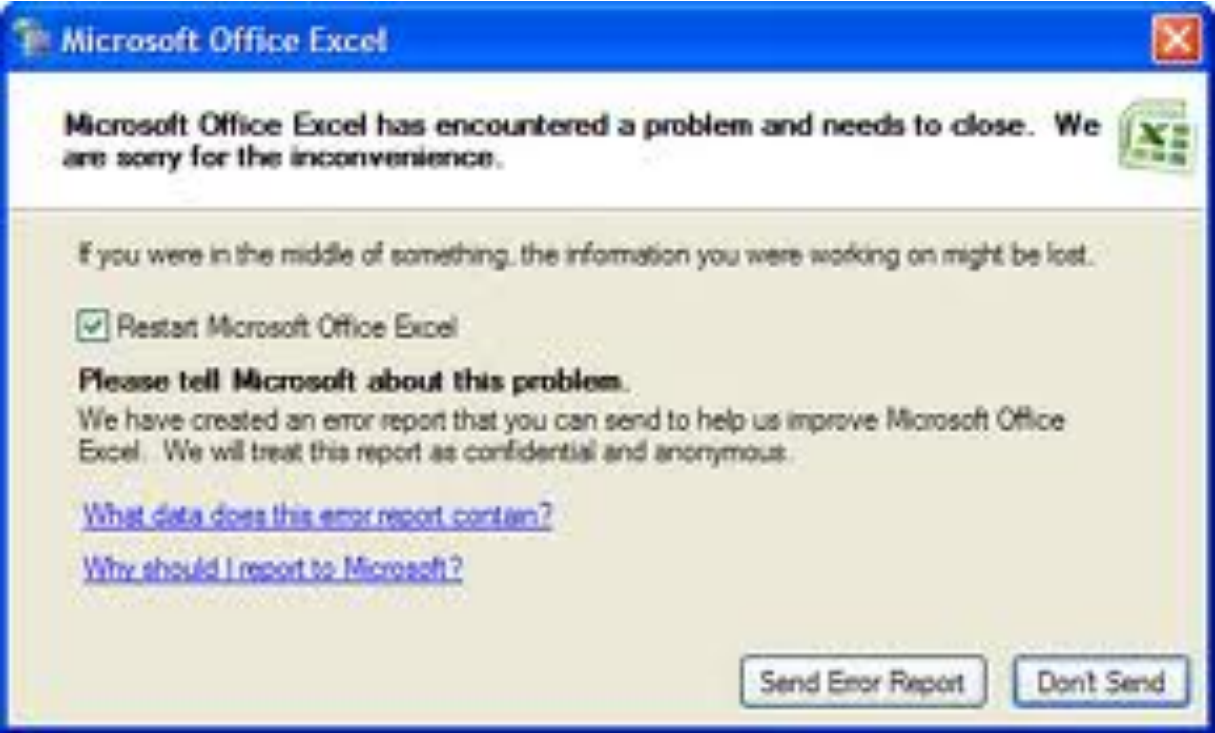 Microsoft Office Excel
Microsoft Office Excel has encountered a problem and needs to close. We
are sorry for the inconvenience.
If you were in the middle of something, the information you were working on might be lost.
Restart Microsoft Office Excel
Please tell Microsoft about this problem.
We have created an error report that you can send to help us improve Microsoft Office
Excel. We will treat this report as confidential and anonymous.
What data does this error report contain?
Why should I report to Microsoft?
Send Error Report
Don't Send